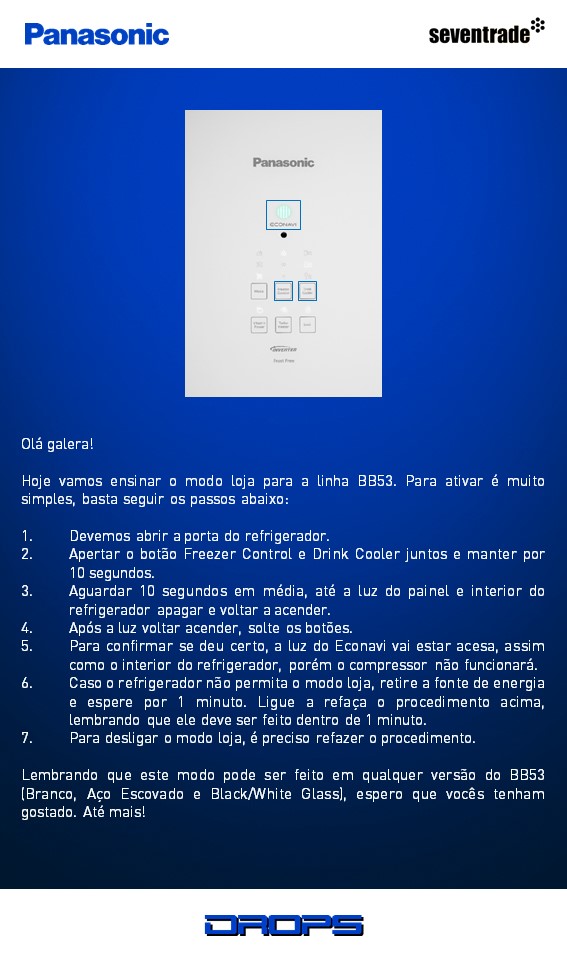 Panasonic seventrade
Panasonic
ECONAVI
Freezer Control Drink Cooler
INVERTER
Frost Free
Olá galera!
Hoje vamos ensinar o modo loja para a linha BB53. Para ativar é muito
simples, basta seguir os passos abaixo:
1. Devemos abrir a porta do refrigerador.
2. Apertar o botão Freezer Control e Drink Cooler juntos e manter por
10 segundos.
3. Aguardar 10 segundos em média, até a luz do painel e interior do
refrigerador apagar e voltar a acender.
4. Após a luz voltar acender, solte os botões.
5. Para confirmar se deu certo, a luz do Econavi vai estar acesa, assim
como o interior do refrigerador, porém o compressor não funcionará.
6. Caso o refrigerador não permita o modo loja, retire a fonte de energia
e espere por 1 minuto. Ligue a refaça o procedimento acima,
lembrando que ele deve ser feito dentro de 1 minuto.
7. Para desligar o modo loja, é preciso refazer o procedimento.
Lembrando que este modo pode ser feito em qualquer versão do BB53
(Branco, Aço Escovado e Black/White Glass), espero que vocês tenham
gostado. Até mais!
DROPS